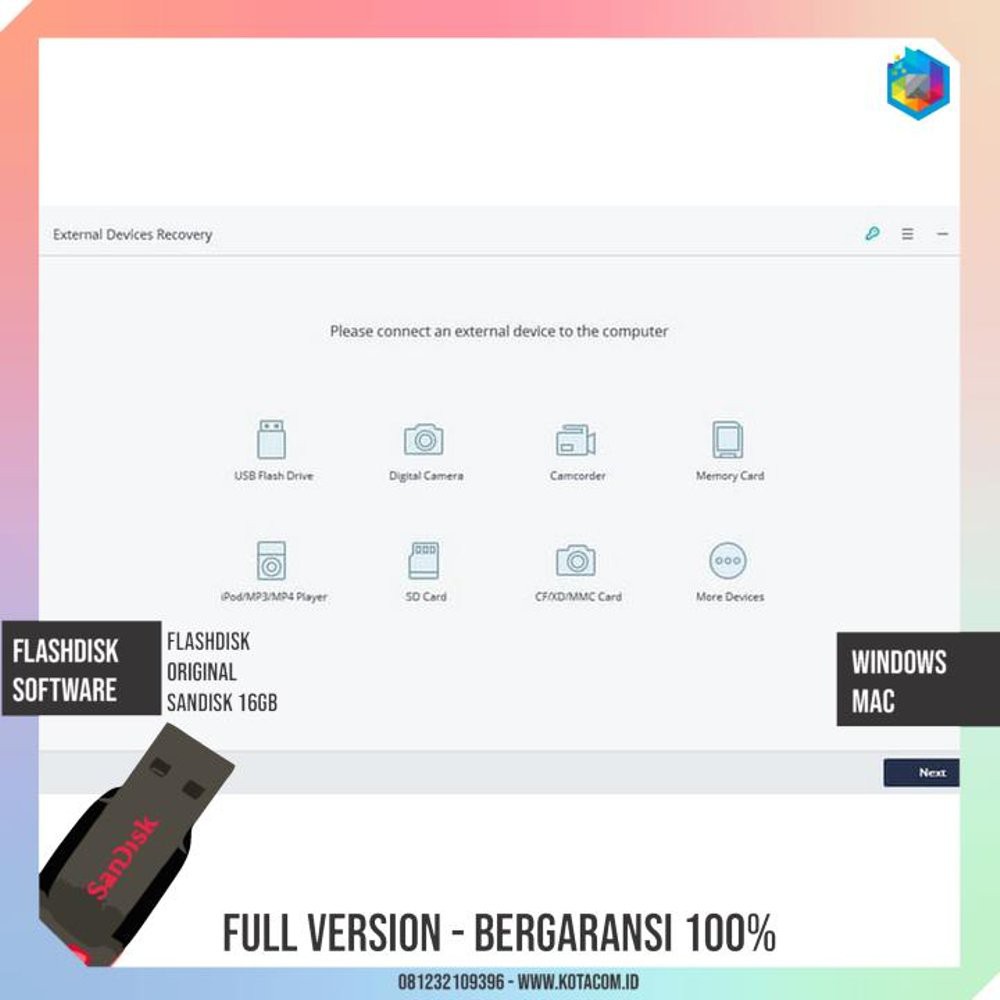 External Devices Recovery
Please connect an external device to the computer
USB Flash Drive
Digital Camera
Camcorder
Memory Card
iPod/MP3/MP4 Player
SD Card
CF/XD/MMC Card
More Devices
FLASHDISK
SOFTWARE
FLASHDISK
ORIGINAL
SANDISK 16GB
WINDOWS
MAC
Next
SanDisk
FULL VERSION - BERGARANSI 100%
081232109396 - WWW.KOTACOM.ID